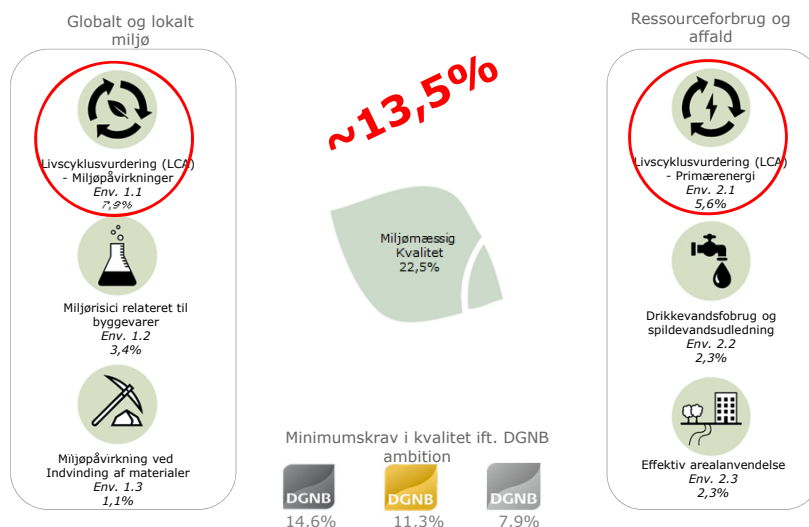 Globalt og lokalt
miljø
Livscyklusvurdering (LCA)
- Miljøpåvirkninger
Env. 1.1
7,9%
Miljørisici relateret til
byggevarer
Env. 1.2
3,4%
Miljøpåvirkning ved
Indvinding af materialer
Env. 1.3
1,1%
~13,5%
Miljømæssig
Kvalitet
22,5%
Minimumskrav i kvalitet ift. DGNB
ambition
DGNB DGNB DGNB
14,6% 11,3% 7,9%
Ressourceforbrug og
affald
Livscyklusvurdering (LCA)
- Primærenergi
Env. 2.1
5,6%
Drikkevandsfobrug og
spildevandsudledning
Env. 2.2
2,3%
Effektiv arealanvendelse
Env. 2.3
2,3%